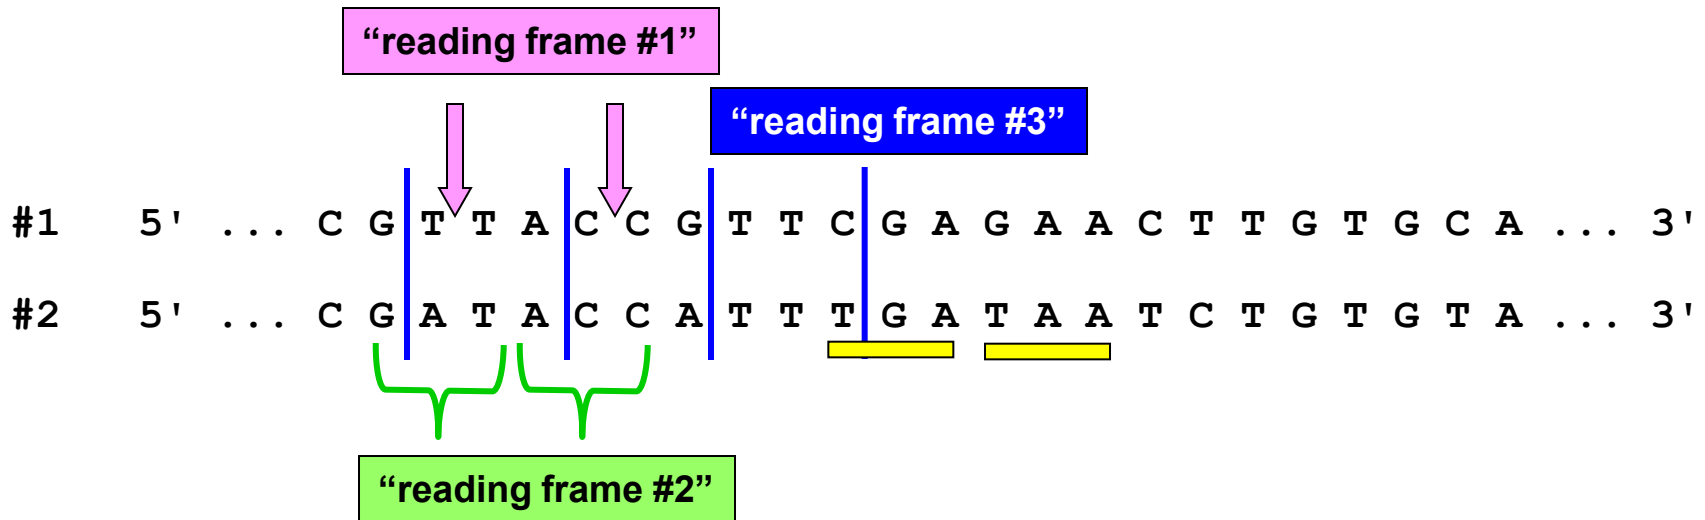 “reading frame #1”
“reading frame #3”
#1 5' ... C G T T A C C G T T C G A G A A C T T G T G C A ... 3'
#2 5' ... C G A T A C C A T T T G A T A A T C T G T G T A ... 3'
“reading frame #2”